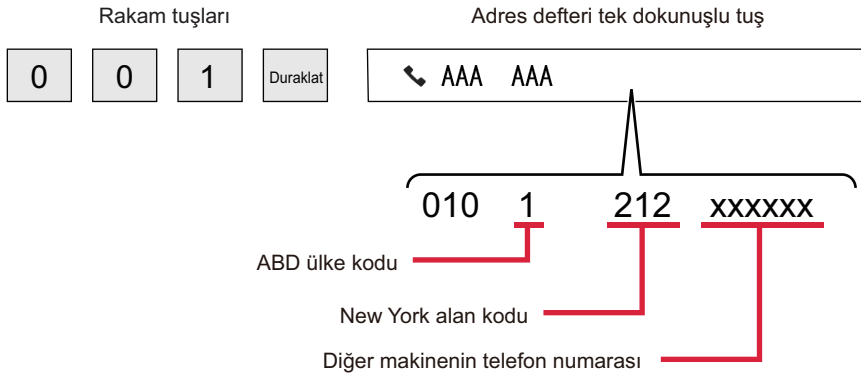 Rakam tuşları
Adres defteri tek dokunuşlu tuş
0 0 1 Duraklat AAA AAA
010 1 212 xxxxxx
ABD ülke kodu
New York alan kodu
Diğer makinenin telefon numarası